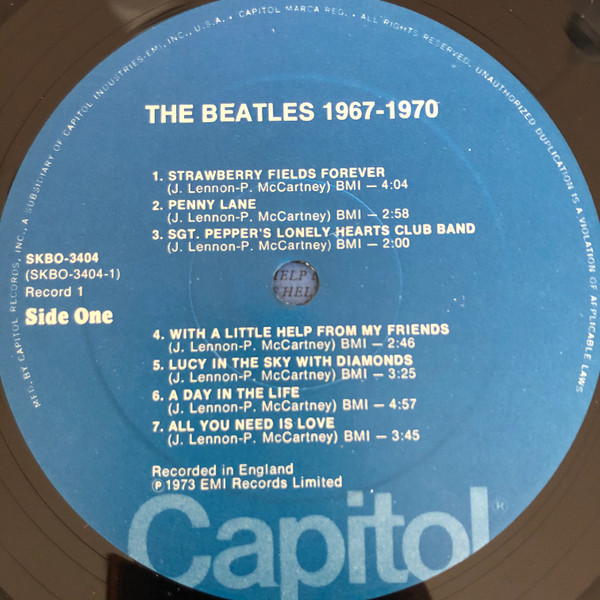 MFD. BY CAPITOL RECORDS, INC., A SUBSIDIARY OF CAPITOL INDUSTRIES-EMI, INC., U.S.A. • CAPITOL MARCA REG. • ALL RIGHTS RESERVED. UNAUTHORIZED DUPLICATION IS A VIOLATION OF APPLICABLE LAWS
THE BEATLES 1967-1970
1. STRAWBERRY FIELDS FOREVER
(J. Lennon-P. McCartney) BMI — 4:04
2. PENNY LANE
(J. Lennon-P. McCartney) BMI — 2:58
3. SGT. PEPPER'S LONELY HEARTS CLUB BAND
(J. Lennon-P. McCartney) BMI — 2:00
SKBO-3404
(SKBO-3404-1)
Record 1
Side One
HELP
HEL
4. WITH A LITTLE HELP FROM MY FRIENDS
(J. Lennon-P. McCartney) BMI — 2:46
5. LUCY IN THE SKY WITH DIAMONDS
(J. Lennon-P. McCartney) BMI — 3:25
6. A DAY IN THE LIFE
(J. Lennon-P. McCartney) BMI — 4:57
7. ALL YOU NEED IS LOVE
(J. Lennon-P. McCartney) BMI — 3:45
Recorded in England
℗ 1973 EMI Records Limited
Capitol®